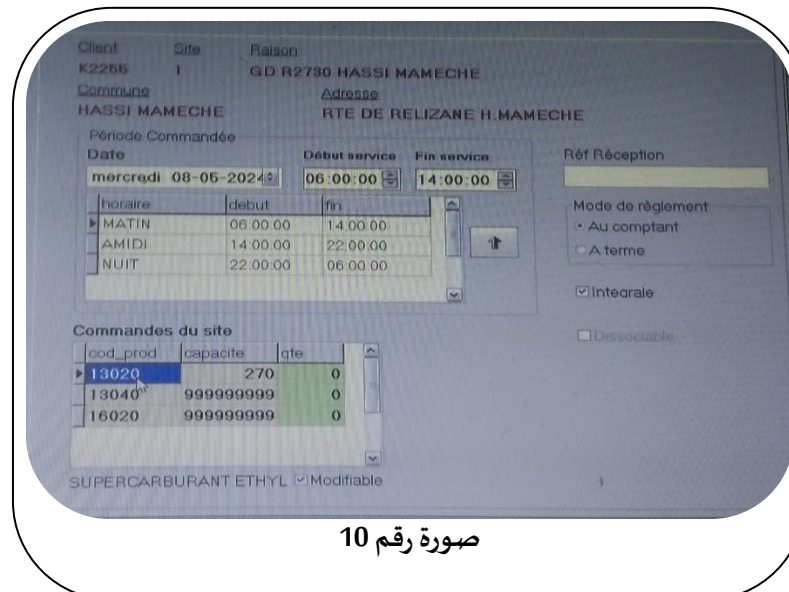 Client Site Raison
K2266 1 GD R2730 HASSI MAMECHE
Commune Adresse
HASSI MAMECHE RTE DE RELIZANE H.MAMECHE
Période Commandée
Date Début service Fin service Réf Réception
mercredi 08-05-2024 06:00:00 14:00:00
horaire debut fin Mode de règlement
MATIN 06:00:00 14:00:00 Au comptant
AMIDI 14:00:00 22:00:00 A terme
NUIT 22:00:00 06:00:00
Integrale
Commandes du site
Dissociable
cod_prod capacite qte
13020 270 0
13040 999999999 0
16020 999999999 0
SUPERCARBURANT ETHYL Modifiable 1
صورة رقم 10